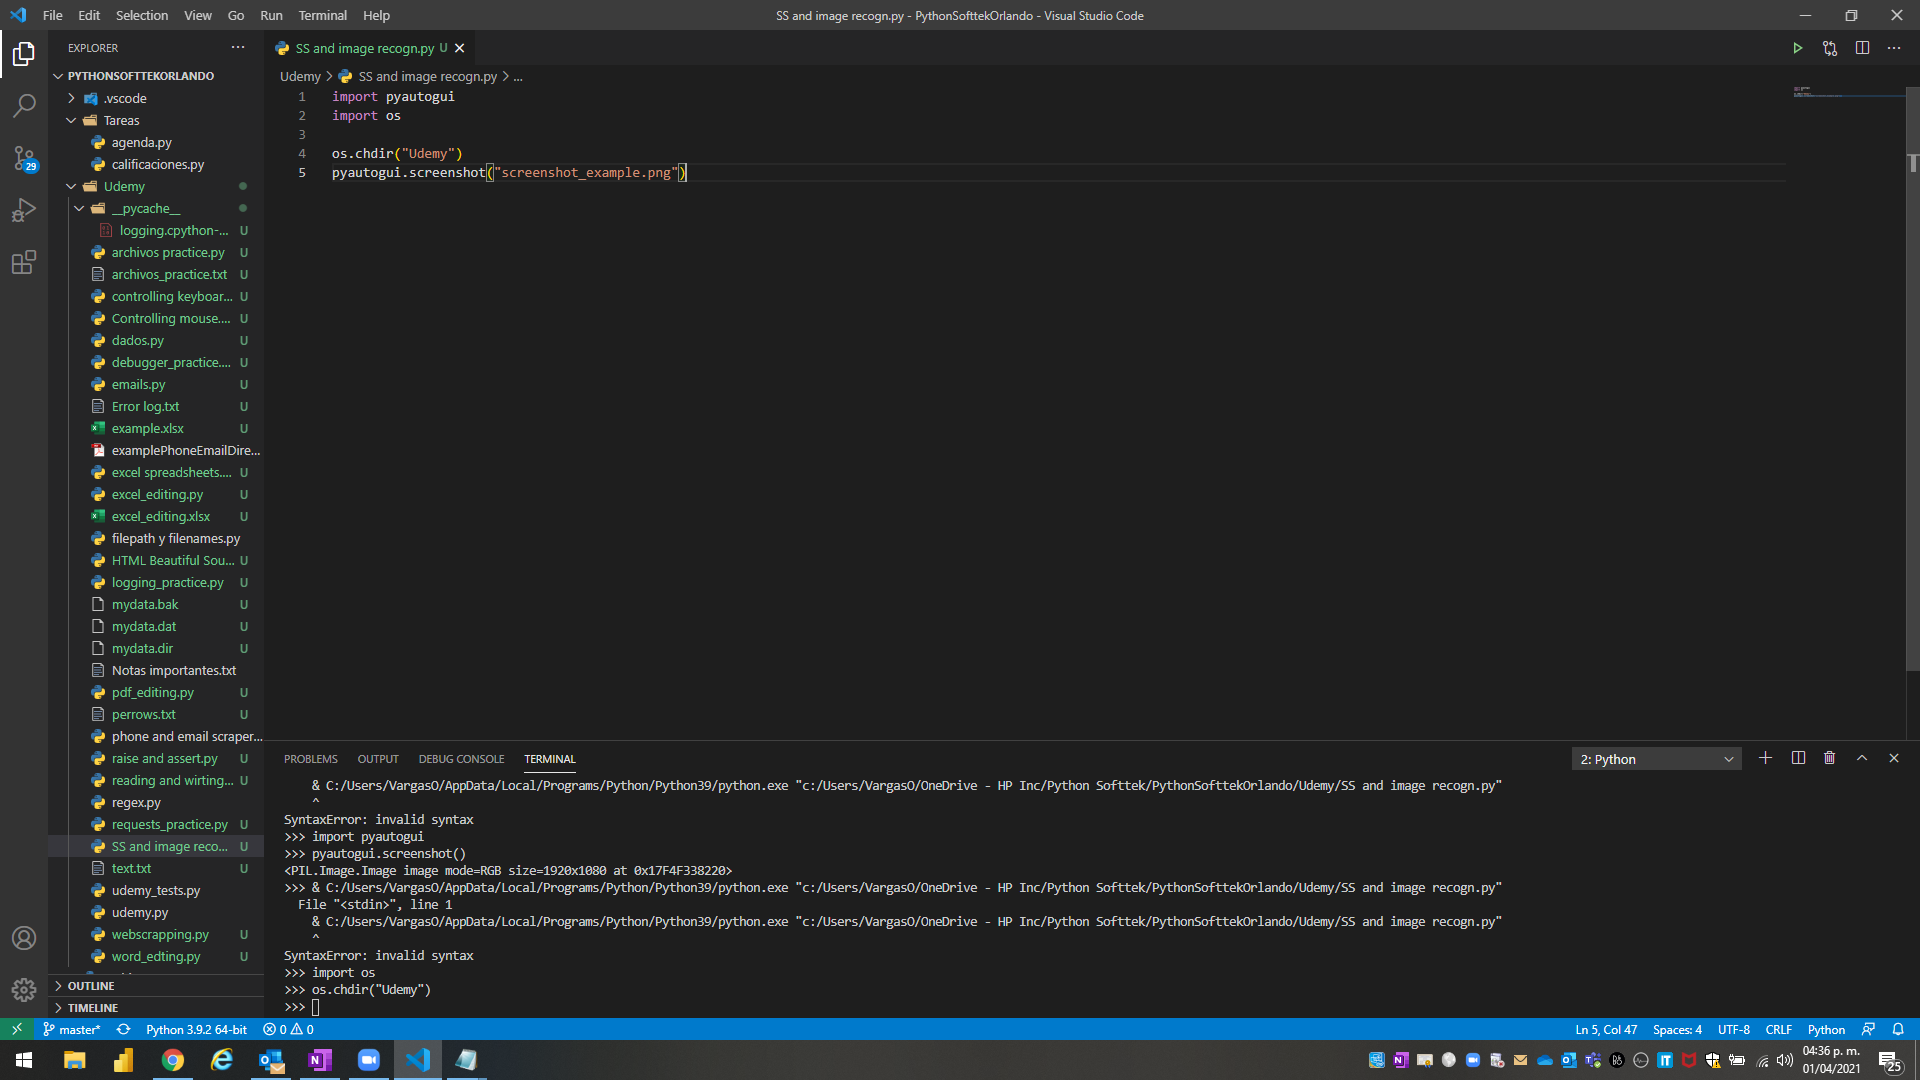 File Edit Selection View Go Run Terminal Help
SS and image recogn.py - PythonSofttekOrlando - Visual Studio Code
EXPLORER
PYTHONSOFTTEKORLANDO
.vscode
Tareas
agenda.py
calificaciones.py
Udemy
__pycache__
logging.cpython-... U
archivos practice.py U
archivos_practice.txt U
controlling keyboar... U
Controlling mouse.... U
dados.py U
debugger_practice.... U
emails.py U
Error log.txt U
example.xlsx U
examplePhoneEmailDire...
excel spreadsheets.... U
excel_editing.py U
excel_editing.xlsx U
filepath y filenames.py
HTML Beautiful Sou... U
logging_practice.py U
mydata.bak U
mydata.dat U
mydata.dir U
Notas importantes.txt
pdf_editing.py U
perrows.txt U
phone and email scraper...
raise and assert.py U
reading and wirting... U
regex.py
requests_practice.py U
SS and image reco... U
text.txt U
udemy_tests.py
udemy.py
webscrapping.py U
word_edting.py U
OUTLINE
TIMELINE
29
SS and image recogn.py U
Udemy > SS and image recogn.py > ...
1 import pyautogui
2 import os
3
4 os.chdir("Udemy")
5 pyautogui.screenshot("screenshot_example.png")
PROBLEMS OUTPUT DEBUG CONSOLE TERMINAL
2: Python
& C:/Users/VargasO/AppData/Local/Programs/Python/Python39/python.exe "c:/Users/VargasO/OneDrive - HP Inc/Python Softtek/PythonSofttekOrlando/Udemy/SS and image recogn.py"
^
SyntaxError: invalid syntax
>>> import pyautogui
>>> pyautogui.screenshot()
<PIL.Image.Image image mode=RGB size=1920x1080 at 0x17F4F338220>
>>> & C:/Users/VargasO/AppData/Local/Programs/Python/Python39/python.exe "c:/Users/VargasO/OneDrive - HP Inc/Python Softtek/PythonSofttekOrlando/Udemy/SS and image recogn.py"
File "<stdin>", line 1
& C:/Users/VargasO/AppData/Local/Programs/Python/Python39/python.exe "c:/Users/VargasO/OneDrive - HP Inc/Python Softtek/PythonSofttekOrlando/Udemy/SS and image recogn.py"
^
SyntaxError: invalid syntax
>>> import os
>>> os.chdir("Udemy")
>>>
master* Python 3.9.2 64-bit 0 0
Ln 5, Col 47 Spaces: 4 UTF-8 CRLF Python
04:36 p. m.
01/04/2021
25